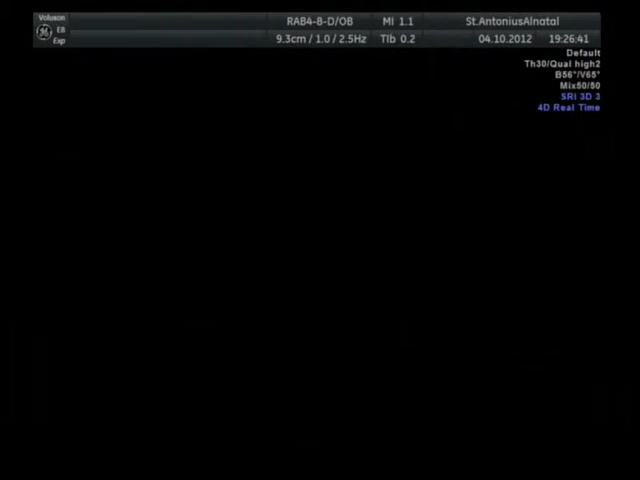 Voluson
E8
Exp
RAB4-8-D/OB MI 1.1 St.AntoniusAlnatal
9.3cm / 1.0 / 2.5Hz TIb 0.2 04.10.2012 19:26:41
Default
Th30/Qual high2
B56°/V65°
Mix50/50
SRI 3D 3
4D Real Time